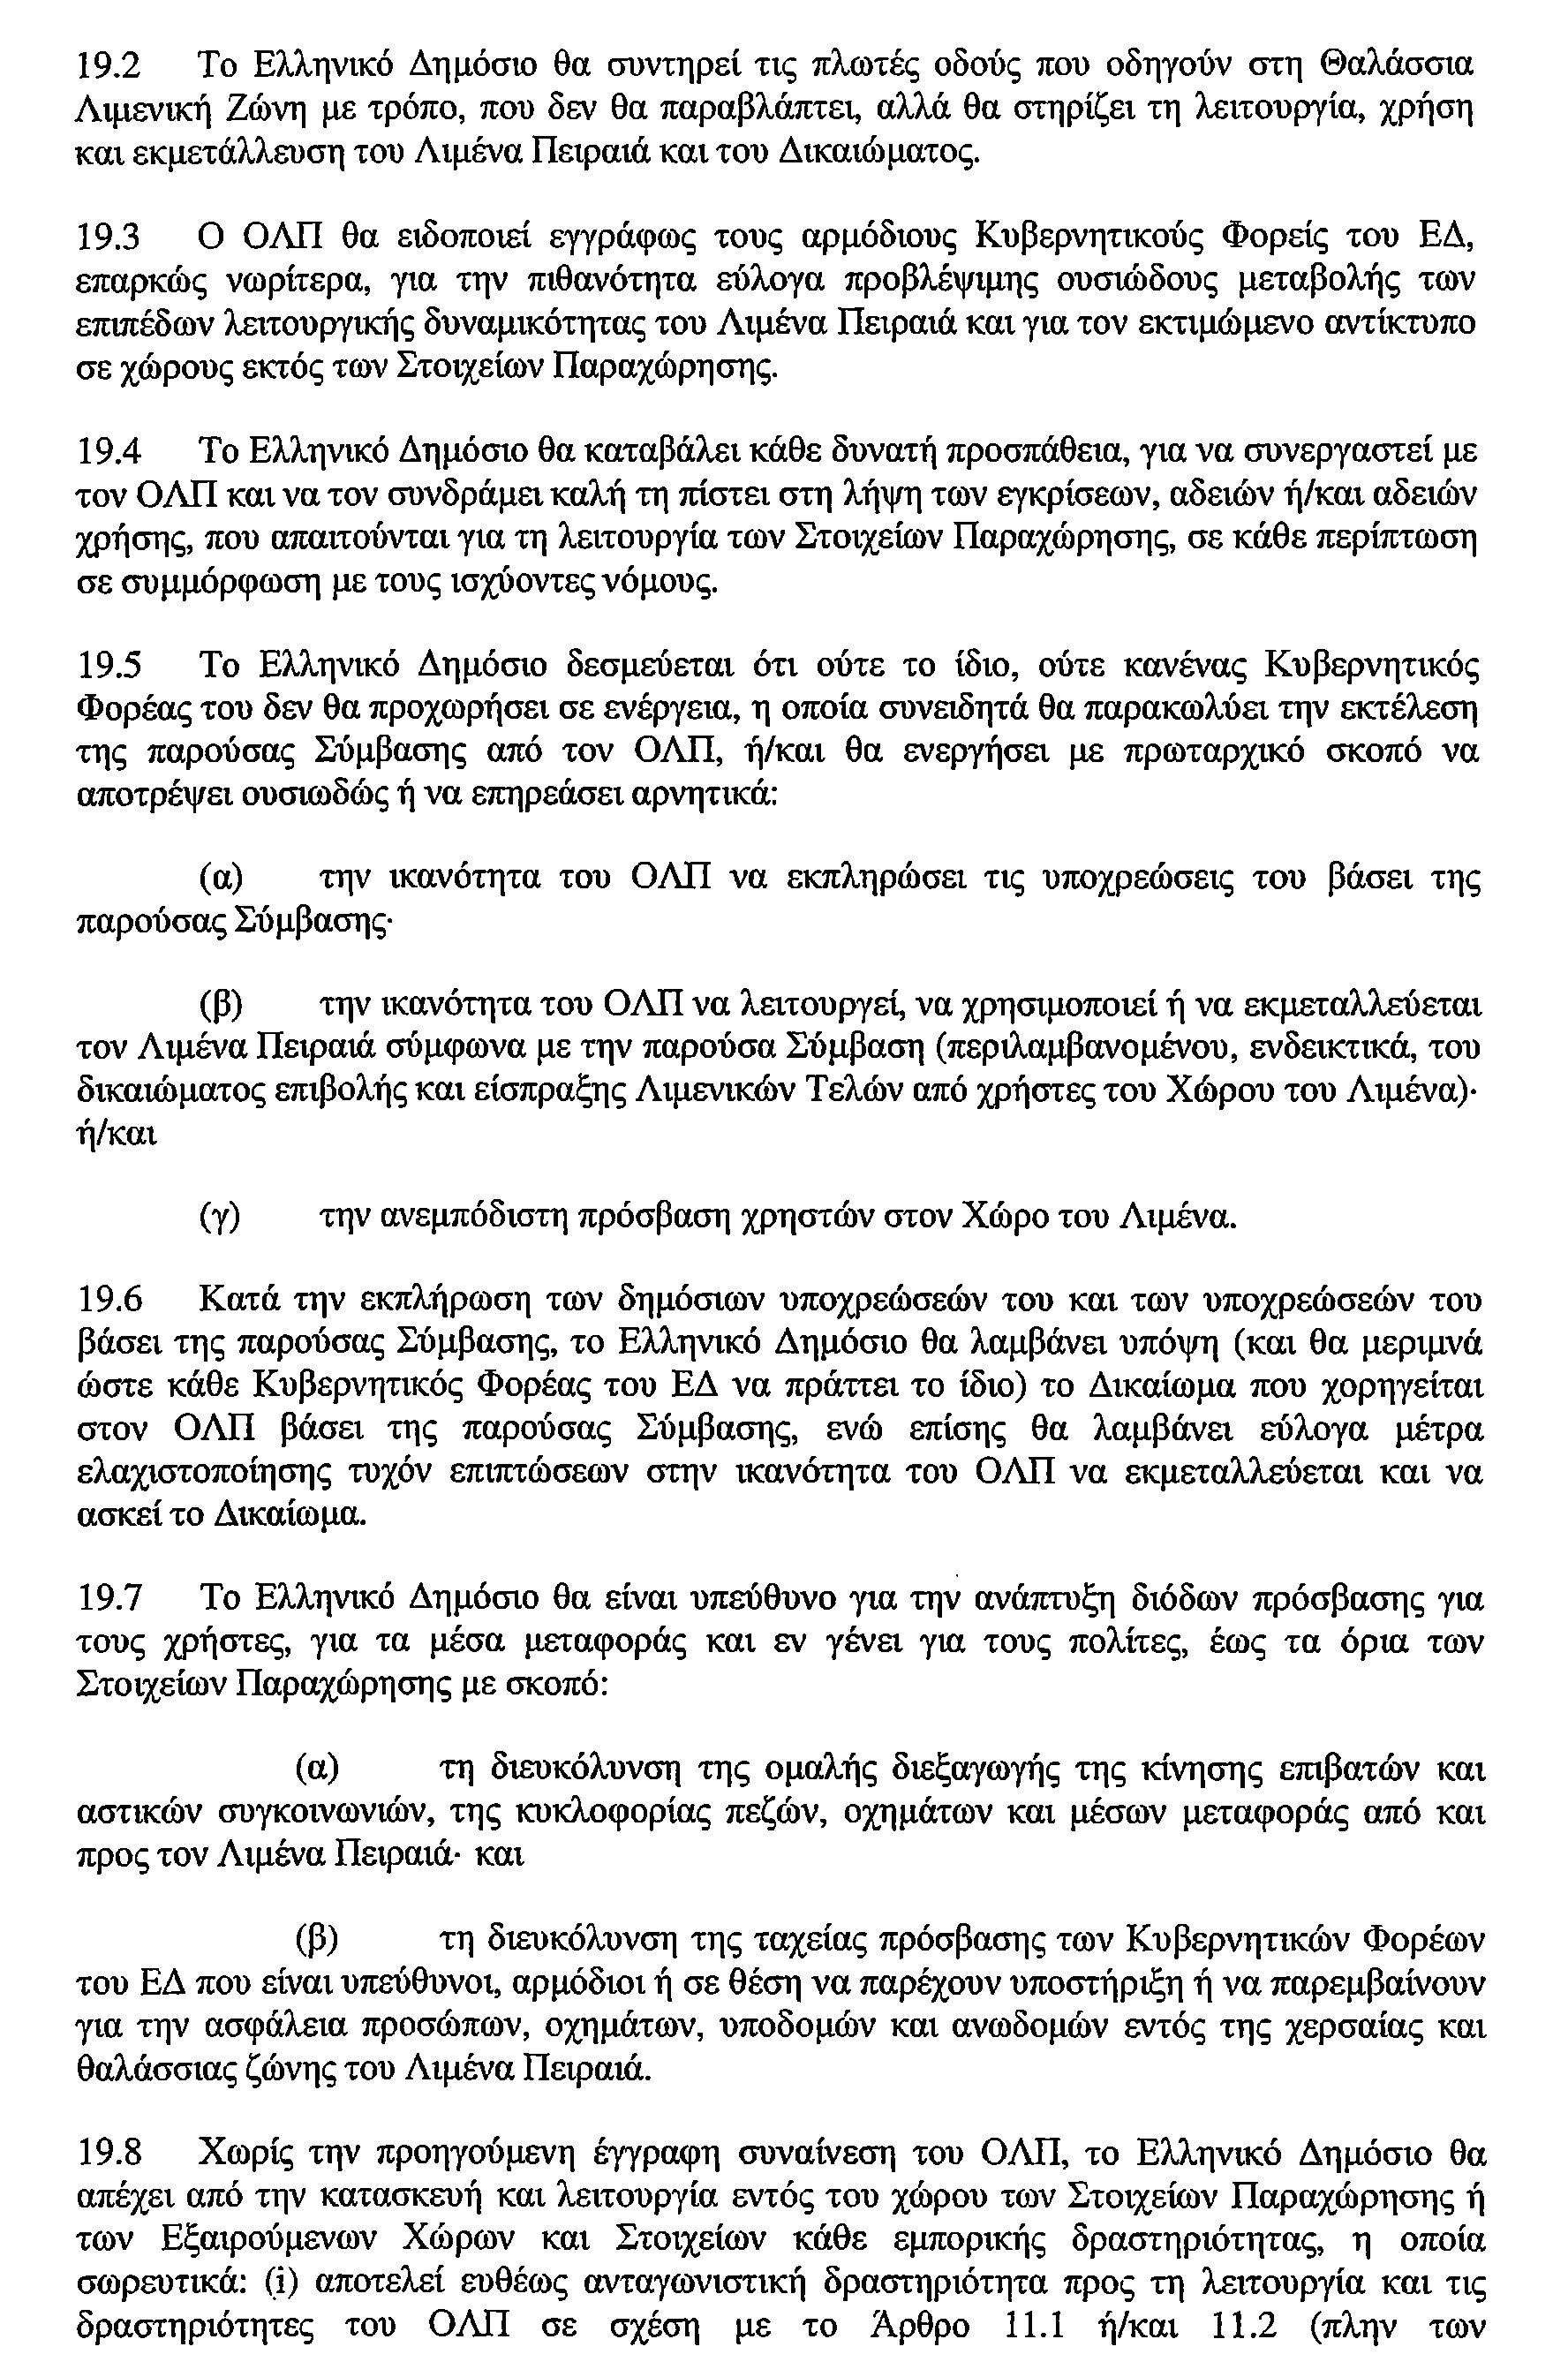 19.2 Το Ελληνικό Δημόσιο θα συντηρεί τις πλωτές οδούς που οδηγούν στη Θαλάσσια
Λιμενική Ζώνη με τρόπο, που δεν θα παραβλάπτει, αλλά θα στηρίζει τη λειτουργία, χρήση
και εκμετάλλευση του Λιμένα Πειραιά και του Δικαιώματος.
19.3 Ο ΟΛΠ θα ειδοποιεί εγγράφως τους αρμόδιους Κυβερνητικούς Φορείς του ΕΔ,
επαρκώς νωρίτερα, για την πιθανότητα εύλογα προβλέψιμης ουσιώδους μεταβολής των
επιπέδων λειτουργικής δυναμικότητας του Λιμένα Πειραιά και για τον εκτιμώμενο αντίκτυπο
σε χώρους εκτός των Στοιχείων Παραχώρησης.
19.4 Το Ελληνικό Δημόσιο θα καταβάλει κάθε δυνατή προσπάθεια, για να συνεργαστεί με
τον ΟΛΠ και να τον συνδράμει καλή τη πίστει στη λήψη των εγκρίσεων, αδειών ή/και αδειών
χρήσης, που απαιτούνται για τη λειτουργία των Στοιχείων Παραχώρησης, σε κάθε περίπτωση
σε συμμόρφωση με τους ισχύοντες νόμους.
19.5 Το Ελληνικό Δημόσιο δεσμεύεται ότι ούτε το ίδιο, ούτε κανένας Κυβερνητικός
Φορέας του δεν θα προχωρήσει σε ενέργεια, η οποία συνειδητά θα παρακωλύει την εκτέλεση
της παρούσας Σύμβασης από τον ΟΛΠ, ή/και θα ενεργήσει με πρωταρχικό σκοπό να
αποτρέψει ουσιωδώς ή να επηρεάσει αρνητικά:
(α) την ικανότητα του ΟΛΠ να εκπληρώσει τις υποχρεώσεις του βάσει της
παρούσας Σύμβασης·
(β) την ικανότητα του ΟΛΠ να λειτουργεί, να χρησιμοποιεί ή να εκμεταλλεύεται
τον Λιμένα Πειραιά σύμφωνα με την παρούσα Σύμβαση (περιλαμβανομένου, ενδεικτικά, του
δικαιώματος επιβολής και είσπραξης Λιμενικών Τελών από χρήστες του Χώρου του Λιμένα)·
ή/και
(γ) την ανεμπόδιστη πρόσβαση χρηστών στον Χώρο του Λιμένα.
19.6 Κατά την εκπλήρωση των δημόσιων υποχρεώσεών του και των υποχρεώσεών του
βάσει της παρούσας Σύμβασης, το Ελληνικό Δημόσιο θα λαμβάνει υπόψη (και θα μεριμνά
ώστε κάθε Κυβερνητικός Φορέας του ΕΔ να πράττει το ίδιο) το Δικαίωμα που χορηγείται
στον ΟΛΠ βάσει της παρούσας Σύμβασης, ενώ επίσης θα λαμβάνει εύλογα μέτρα
ελαχιστοποίησης τυχόν επιπτώσεων στην ικανότητα του ΟΛΠ να εκμεταλλεύεται και να
ασκεί το Δικαίωμα.
19.7 Το Ελληνικό Δημόσιο θα είναι υπεύθυνο για την ανάπτυξη διόδων πρόσβασης για
τους χρήστες, για τα μέσα μεταφοράς και εν γένει για τους πολίτες, έως τα όρια των
Στοιχείων Παραχώρησης με σκοπό:
(α) τη διευκόλυνση της ομαλής διεξαγωγής της κίνησης επιβατών και
αστικών συγκοινωνιών, της κυκλοφορίας πεζών, οχημάτων και μέσων μεταφοράς από και
προς τον Λιμένα Πειραιά· και
(β) τη διευκόλυνση της ταχείας πρόσβασης των Κυβερνητικών Φορέων
του ΕΔ που είναι υπεύθυνοι, αρμόδιοι ή σε θέση να παρέχουν υποστήριξη ή να παρεμβαίνουν
για την ασφάλεια προσώπων, οχημάτων, υποδομών και ανωδομών εντός της χερσαίας και
θαλάσσιας ζώνης του Λιμένα Πειραιά.
19.8 Χωρίς την προηγούμενη έγγραφη συναίνεση του ΟΛΠ, το Ελληνικό Δημόσιο θα
απέχει από την κατασκευή και λειτουργία εντός του χώρου των Στοιχείων Παραχώρησης ή
των Εξαιρούμενων Χώρων και Στοιχείων κάθε εμπορικής δραστηριότητας, η οποία
σωρευτικά: (i) αποτελεί ευθέως ανταγωνιστική δραστηριότητα προς τη λειτουργία και τις
δραστηριότητες του ΟΛΠ σε σχέση με το Άρθρο 11.1 ή/και 11.2 (πλην των